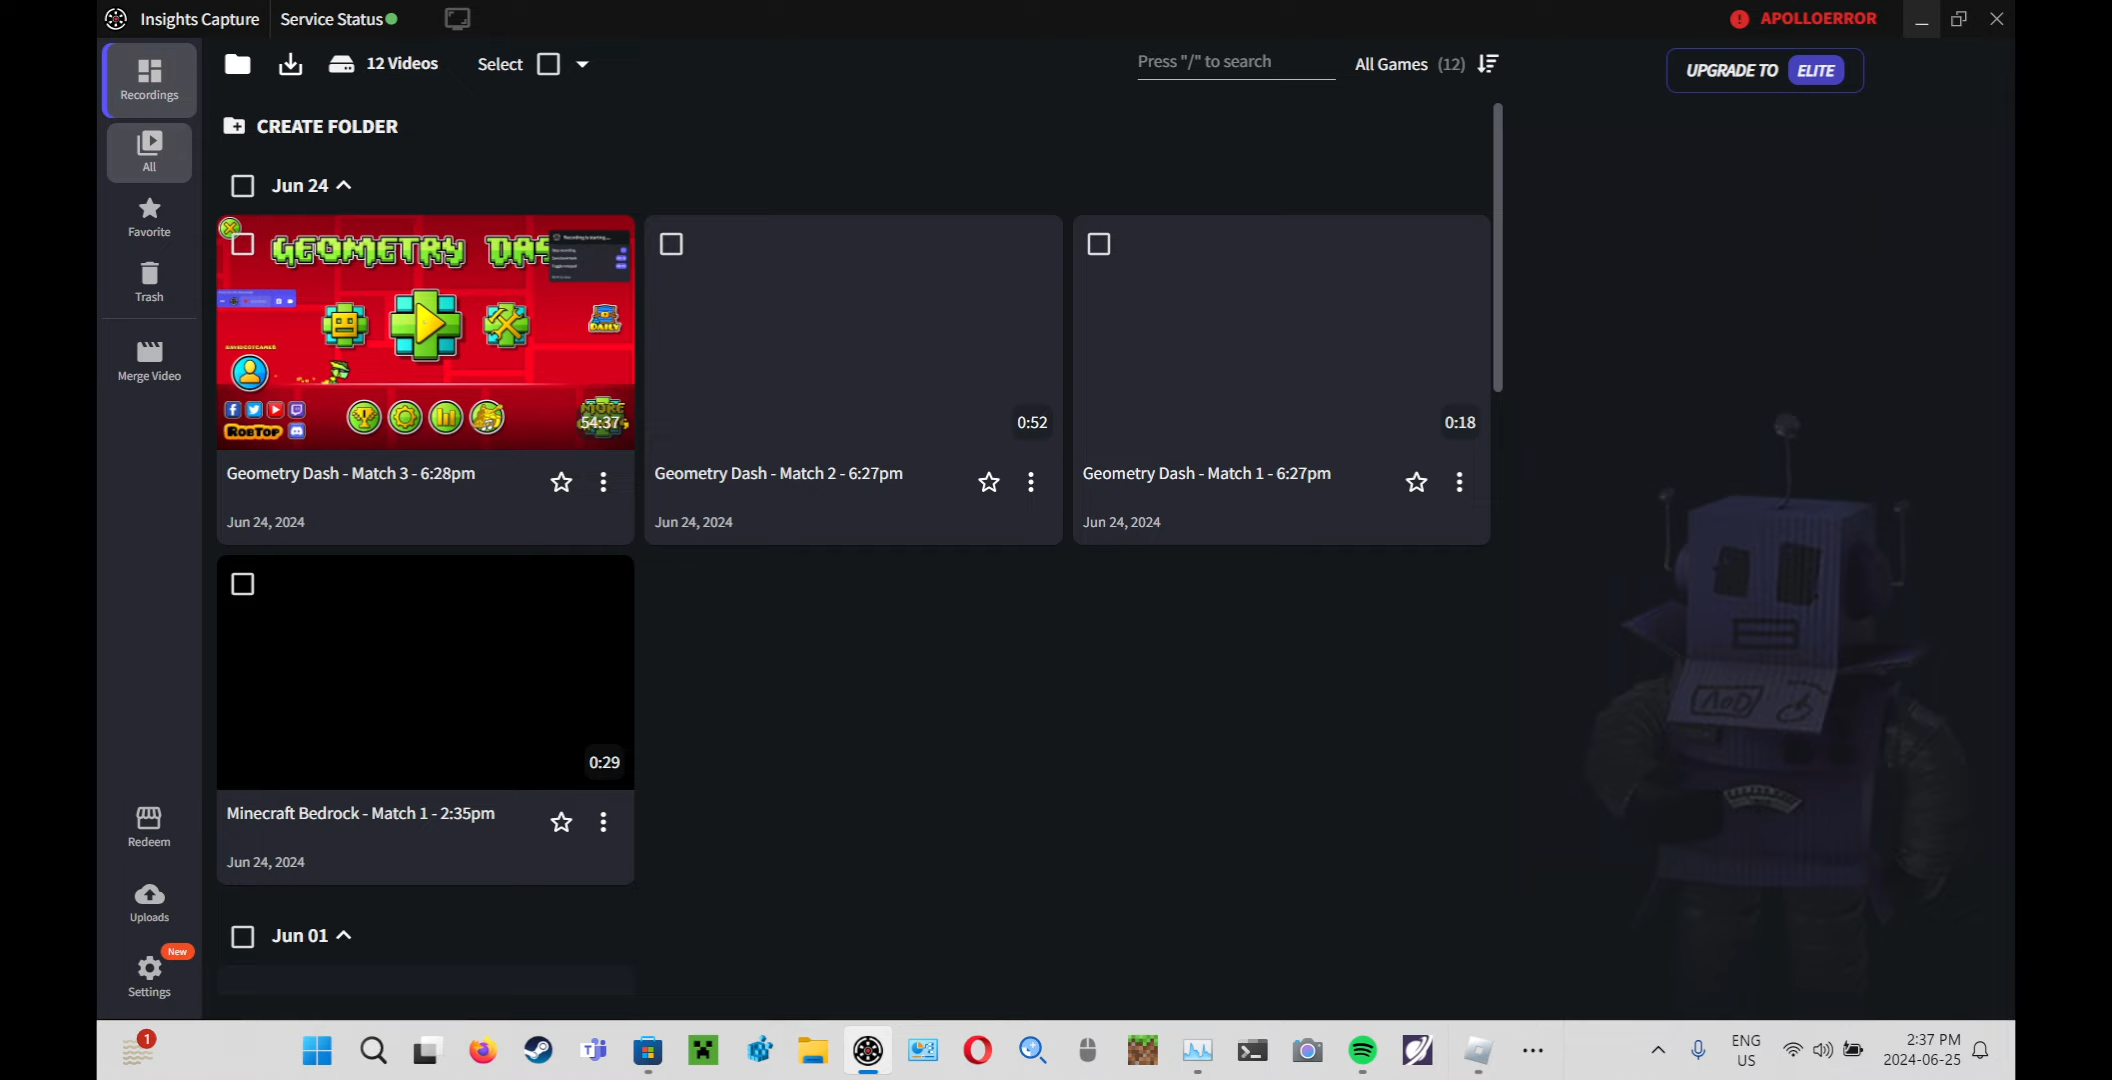 Insights Capture
Service Status
APOLLOERROR
Recordings
All
Favorite
Trash
Merge Video
Redeem
Uploads
New
Settings
12 Videos
Select
Press "/" to search
All Games (12)
UPGRADE TO ELITE
CREATE FOLDER
Jun 24
GEOMETRY DAS
DAILY
ROBTOP
MORE
54:37
Geometry Dash - Match 3 - 6:28pm
Jun 24, 2024
0:52
Geometry Dash - Match 2 - 6:27pm
Jun 24, 2024
0:18
Geometry Dash - Match 1 - 6:27pm
Jun 24, 2024
0:29
Minecraft Bedrock - Match 1 - 2:35pm
Jun 24, 2024
Jun 01
1
ENG
US
2:37 PM
2024-06-25